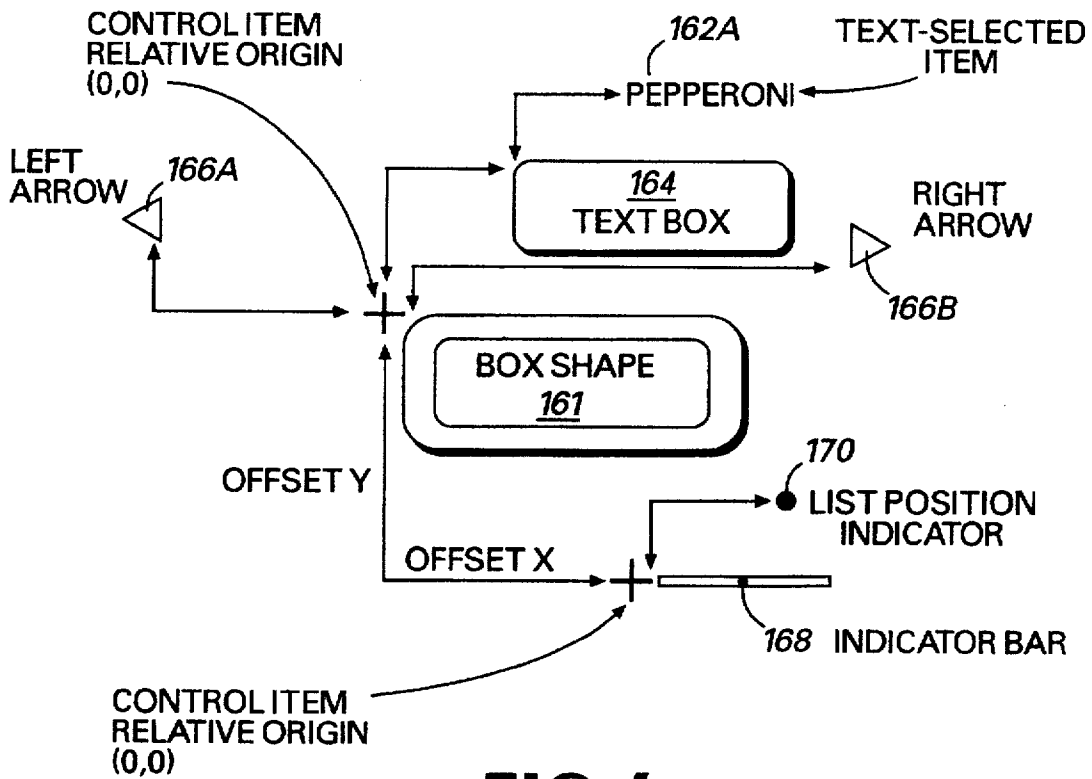 CONTROL ITEM
RELATIVE ORIGIN
(0,0)
162A
TEXT-SELECTED
ITEM
PEPPERONI
LEFT
ARROW
166A
164
TEXT BOX
RIGHT
ARROW
166B
BOX SHAPE
161
OFFSET Y
170
LIST POSITION
INDICATOR
OFFSET X
168 INDICATOR BAR
CONTROL ITEM
RELATIVE ORIGIN
(0,0)